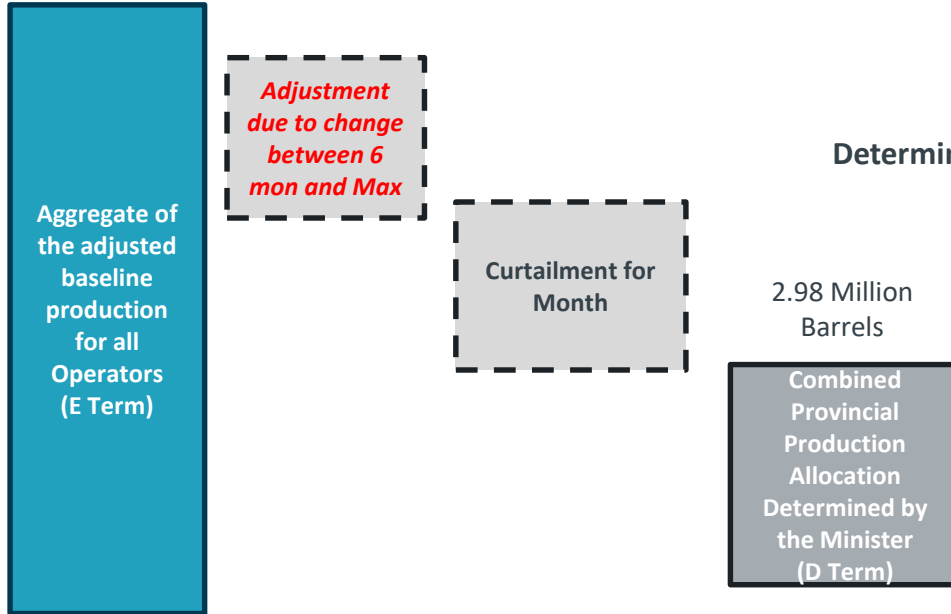 Adjustment
due to change
between 6
mon and Max
Determin
Aggregate of
the adjusted
baseline
production
for all
Operators
(E Term)
Curtailment for
Month
2.98 Million
Barrels
Combined
Provincial
Production
Allocation
Determined by
the Minister
(D Term)